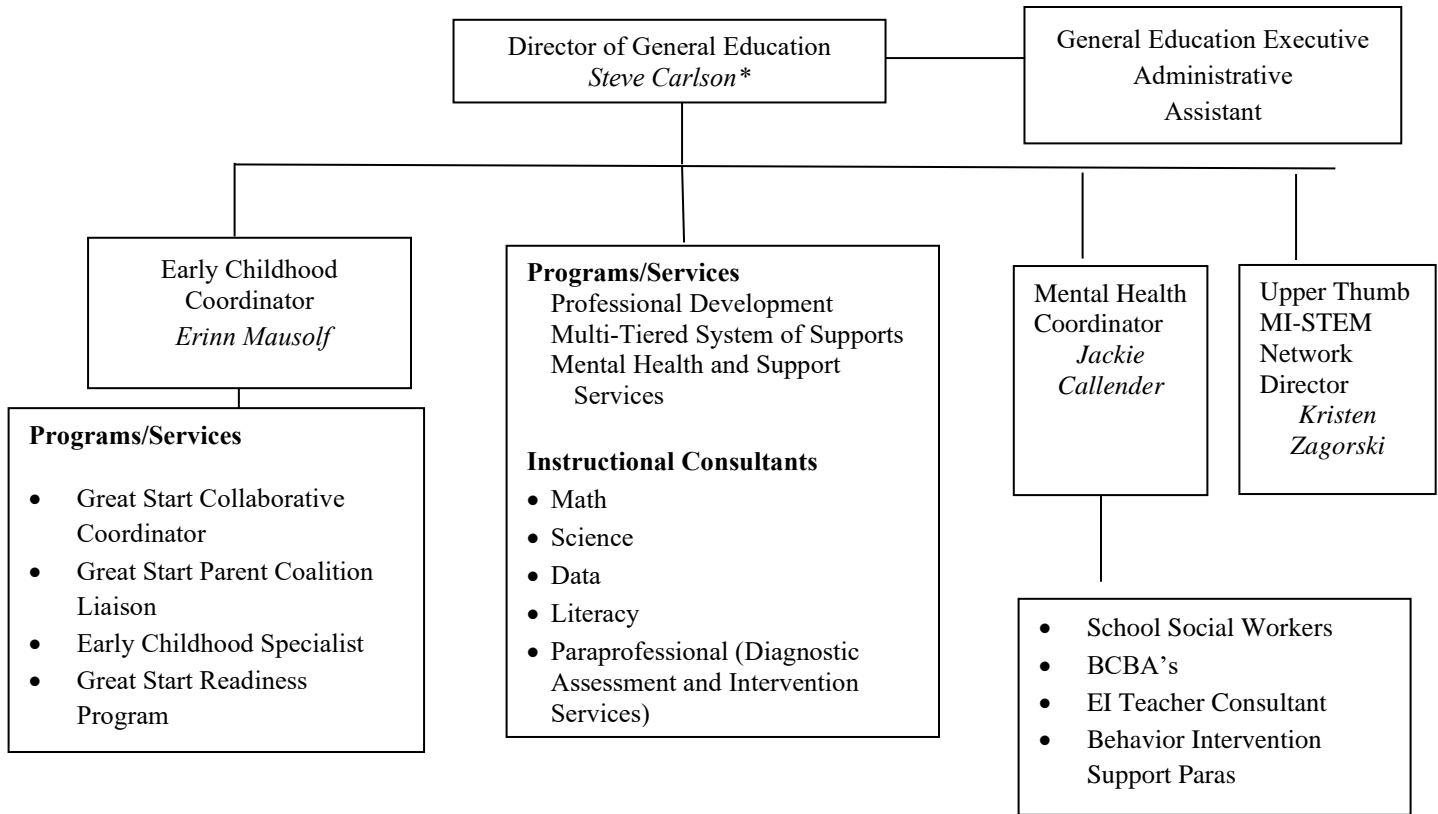 Director of General Education
Steve Carlson*
General Education Executive
Administrative
Assistant
Early Childhood
Coordinator
Erinn Mausolf
Programs/Services
• Great Start Collaborative
Coordinator
• Great Start Parent Coalition
Liaison
• Early Childhood Specialist
• Great Start Readiness
Program
Programs/Services
Professional Development
Multi-Tiered System of Supports
Mental Health and Support
Services
Instructional Consultants
• Math
• Science
• Data
• Literacy
• Paraprofessional (Diagnostic
Assessment and Intervention
Services)
Mental Health
Coordinator
Jackie
Callender
• School Social Workers
• BCBA’s
• EI Teacher Consultant
• Behavior Intervention
Support Paras
Upper Thumb
MI-STEM
Network
Director
Kristen
Zagorski